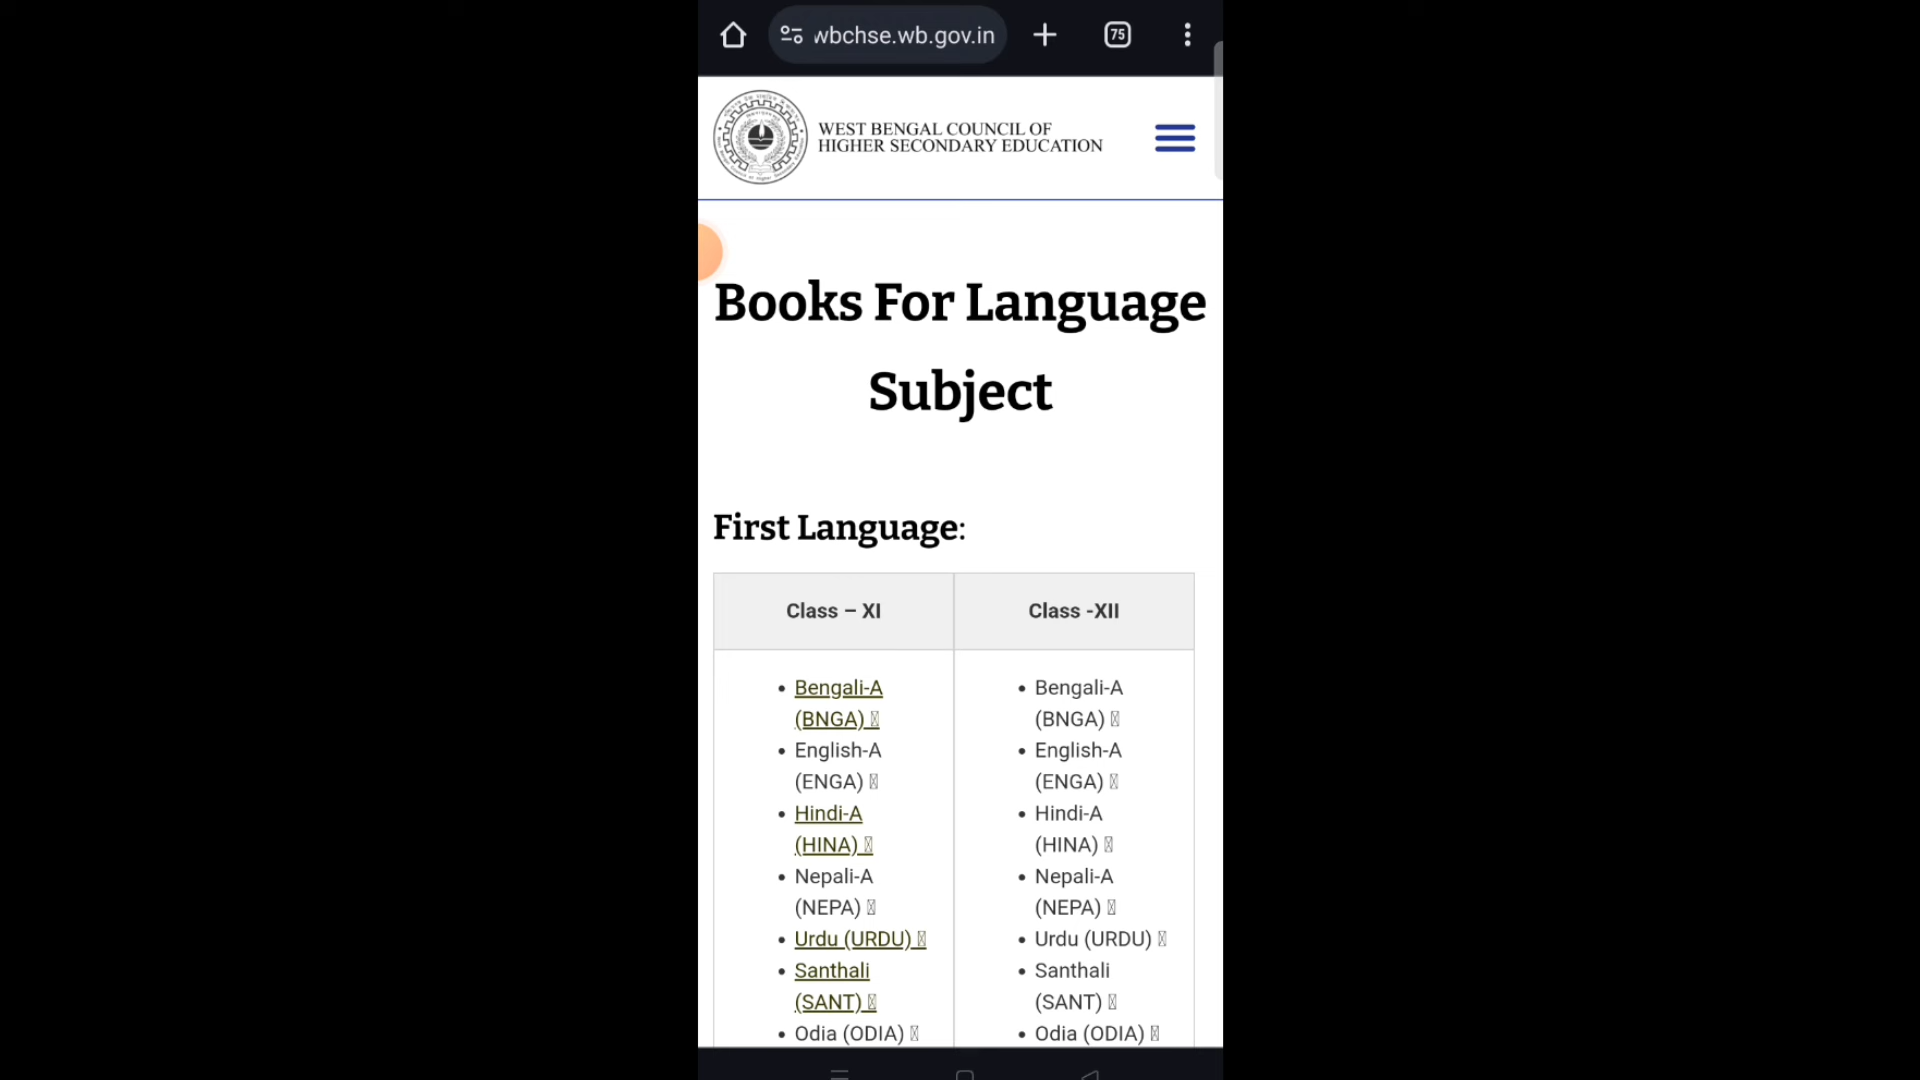 wbchse.wb.gov.in
75
WEST BENGAL COUNCIL OF
HIGHER SECONDARY EDUCATION
Books For Language
Subject
First Language:
Class – XI
Class -XII
Bengali-A
(BNGA)
English-A
(ENGA)
Hindi-A
(HINA)
Nepali-A
(NEPA)
Urdu (URDU)
Santhali
(SANT)
Odia (ODIA)
Bengali-A
(BNGA)
English-A
(ENGA)
Hindi-A
(HINA)
Nepali-A
(NEPA)
Urdu (URDU)
Santhali
(SANT)
Odia (ODIA)